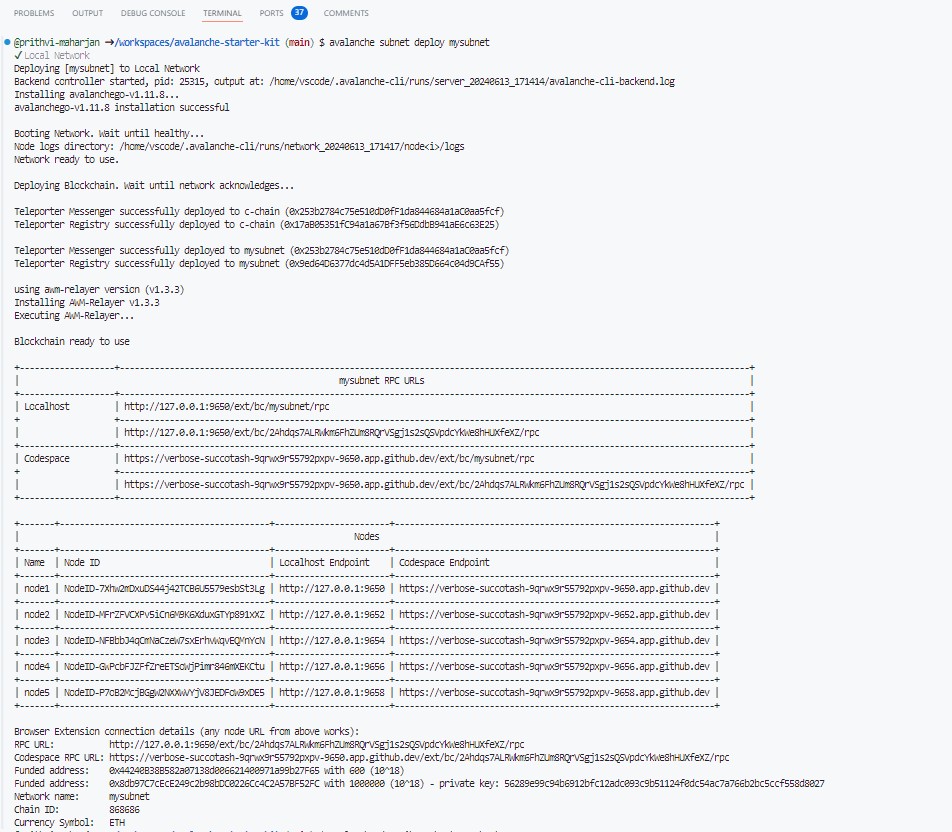 PROBLEMS OUTPUT DEBUG CONSOLE TERMINAL PORTS 37 COMMENTS
@prithvi-maharjan ➜/workspaces/avalanche-starter-kit (main) $ avalanche subnet deploy mysubnet
✓Local Network
Deploying [mysubnet] to Local Network
Backend controller started, pid: 25315, output at: /home/vscode/.avalanche-cli/runs/server_20240613_171414/avalanche-cli-backend.log
Installing avalanchego-v1.11.8...
avalanchego-v1.11.8 installation successful
Booting Network. Wait until healthy...
Node logs directory: /home/vscode/.avalanche-cli/runs/network_20240613_171417/node<i>/logs
Network ready to use.
Deploying Blockchain. Wait until network acknowledges...
Teleporter Messenger successfully deployed to c-chain (0x253b2784c75e510dD0fF1da844684a1aC0aa5fcf)
Teleporter Registry successfully deployed to c-chain (0x17aB05351fC94a1a67Bf3f56DdbB941aE6c63E25)
Teleporter Messenger successfully deployed to mysubnet (0x253b2784c75e510dD0fF1da844684a1aC0aa5fcf)
Teleporter Registry successfully deployed to mysubnet (0x9ed64D6377dc4d5A1DFF5eb385D664c04d9CAf55)
using awm-relayer version (v1.3.3)
Installing AWM-Relayer v1.3.3
Executing AWM-Relayer...
Blockchain ready to use
mysubnet RPC URLs
Localhost http://127.0.0.1:9650/ext/bc/mysubnet/rpc
http://127.0.0.1:9650/ext/bc/2Ahdqs7ALRWkm6FhZUm8RQrVSgj1s2sQSVpdcYkWe8hHUXfeXZ/rpc
Codespace https://verbose-succotash-9qrwx9r55792pxpv-9650.app.github.dev/ext/bc/mysubnet/rpc
https://verbose-succotash-9qrwx9r55792pxpv-9650.app.github.dev/ext/bc/2Ahdqs7ALRWkm6FhZUm8RQrVSgj1s2sQSVpdcYkWe8hHUXfeXZ/rpc
Nodes
Name Node ID Localhost Endpoint Codespace Endpoint
node1 NodeID-7Xhw2mDxuDS44j42TCB6U5579esbSt3Lg http://127.0.0.1:9650 https://verbose-succotash-9qrwx9r55792pxpv-9650.app.github.dev
node2 NodeID-MFrZFVCXPv5iCn6M9K6XduxGTYp891xXZ http://127.0.0.1:9652 https://verbose-succotash-9qrwx9r55792pxpv-9652.app.github.dev
node3 NodeID-NFBbbJ4qCmNaCzeW7sxErhvWqvEQMnYcN http://127.0.0.1:9654 https://verbose-succotash-9qrwx9r55792pxpv-9654.app.github.dev
node4 NodeID-GWPcbFJZFfZreETSoWjPimr846mXEKCtu http://127.0.0.1:9656 https://verbose-succotash-9qrwx9r55792pxpv-9656.app.github.dev
node5 NodeID-P7oB2McjBGgW2NXXWVYjV8JEDFoW9xDE5 http://127.0.0.1:9658 https://verbose-succotash-9qrwx9r55792pxpv-9658.app.github.dev
Browser Extension connection details (any node URL from above works):
RPC URL: http://127.0.0.1:9650/ext/bc/2Ahdqs7ALRWkm6FhZUm8RQrVSgj1s2sQSVpdcYkWe8hHUXfeXZ/rpc
Codespace RPC URL: https://verbose-succotash-9qrwx9r55792pxpv-9650.app.github.dev/ext/bc/2Ahdqs7ALRWkm6FhZUm8RQrVSgj1s2sQSVpdcYkWe8hHUXfeXZ/rpc
Funded address: 0x44240B38B582a07138d006621400971a99b27F65 with 600 (10^18)
Funded address: 0x8db97C7cEcE249c2b98bDC0226Cc4C2A57BF52FC with 1000000 (10^18) - private key: 56289e99c94b6912bfc12adc093c9b51124f0dc54ac7a766b2bc5ccf558d8027
Network name: mysubnet
Chain ID: 868686
Currency Symbol: ETH